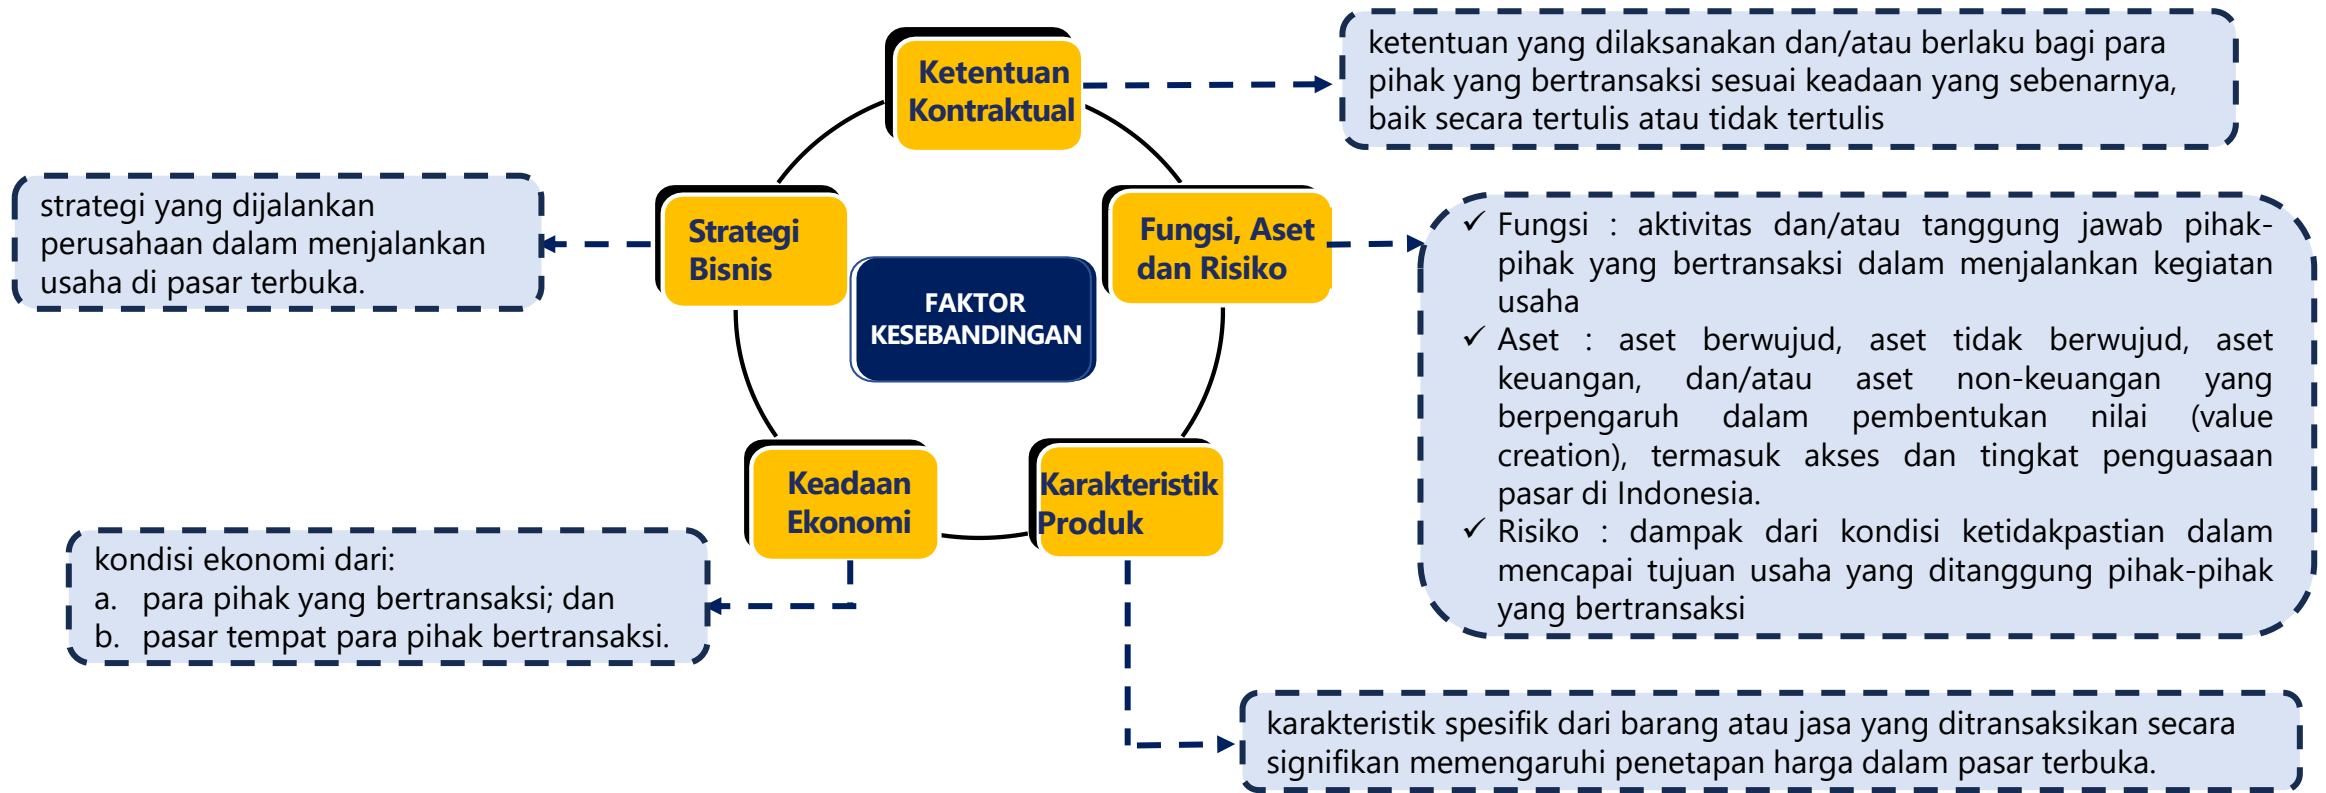 Ketentuan
Kontraktual
ketentuan yang dilaksanakan dan/atau berlaku bagi para
pihak yang bertransaksi sesuai keadaan yang sebenarnya,
baik secara tertulis atau tidak tertulis
strategi yang dijalankan
perusahaan dalam menjalankan
usaha di pasar terbuka.
Strategi
Bisnis
FAKTOR
KESEBANDINGAN
Fungsi, Aset
dan Risiko
✓ Fungsi : aktivitas dan/atau tanggung jawab pihak-
pihak yang bertransaksi dalam menjalankan kegiatan
usaha
✓ Aset : aset berwujud, aset tidak berwujud, aset
keuangan, dan/atau aset non-keuangan yang
berpengaruh dalam pembentukan nilai (value
creation), termasuk akses dan tingkat penguasaan
pasar di Indonesia.
✓ Risiko : dampak dari kondisi ketidakpastian dalam
mencapai tujuan usaha yang ditanggung pihak-pihak
yang bertransaksi
Keadaan
Ekonomi
Karakteristik
Produk
kondisi ekonomi dari:
a. para pihak yang bertransaksi; dan
b. pasar tempat para pihak bertransaksi.
karakteristik spesifik dari barang atau jasa yang ditransaksikan secara
signifikan memengaruhi penetapan harga dalam pasar terbuka.